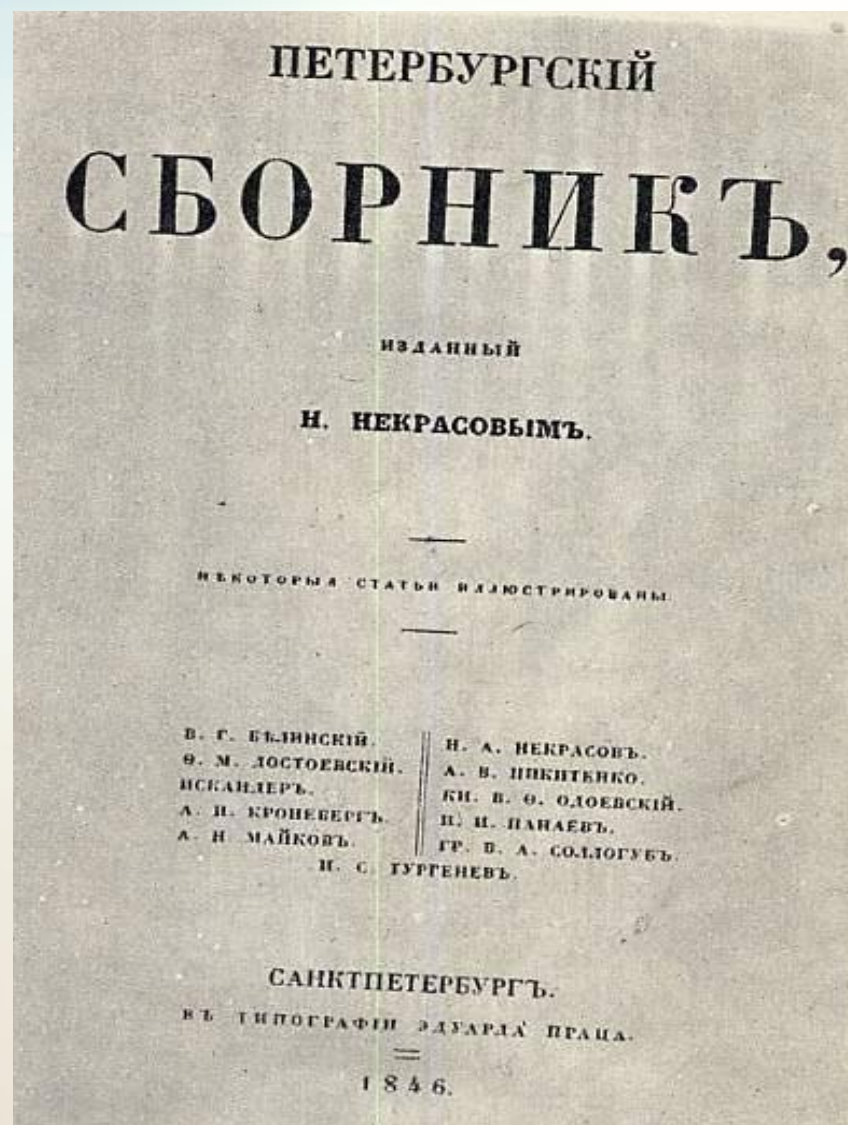 ПЕТЕРБУРГСКІЙ
СБОРНИКЪ,
ИЗДАННЫЙ
Н. НЕКРАСОВЫМЪ.
НѢКОТОРЫЯ СТАТЬИ ИЛЛЮСТРИРОВАНЫ.
В. Г. БѢЛИНСКІЙ.
Ѳ. М. ДОСТОЕВСКІЙ.
ИСКАНДЕРЪ.
А. И. КРОНЕБЕРГЪ.
А. Н МАЙКОВЪ.
Н. А. НЕКРАСОВЪ.
А. В. НИКИТЕНКО.
КН. В. Ѳ. ОДОЕВСКІЙ.
И. И. ПАНАЕВЪ.
ГР. В. А. СОЛЛОГУБЪ.
И. С. ТУРГЕНЕВЪ.
САНКТПЕТЕРБУРГЪ.
ВЪ ТИПОГРАФІИ ЭДУАРДА ПРАЦА.
1846.